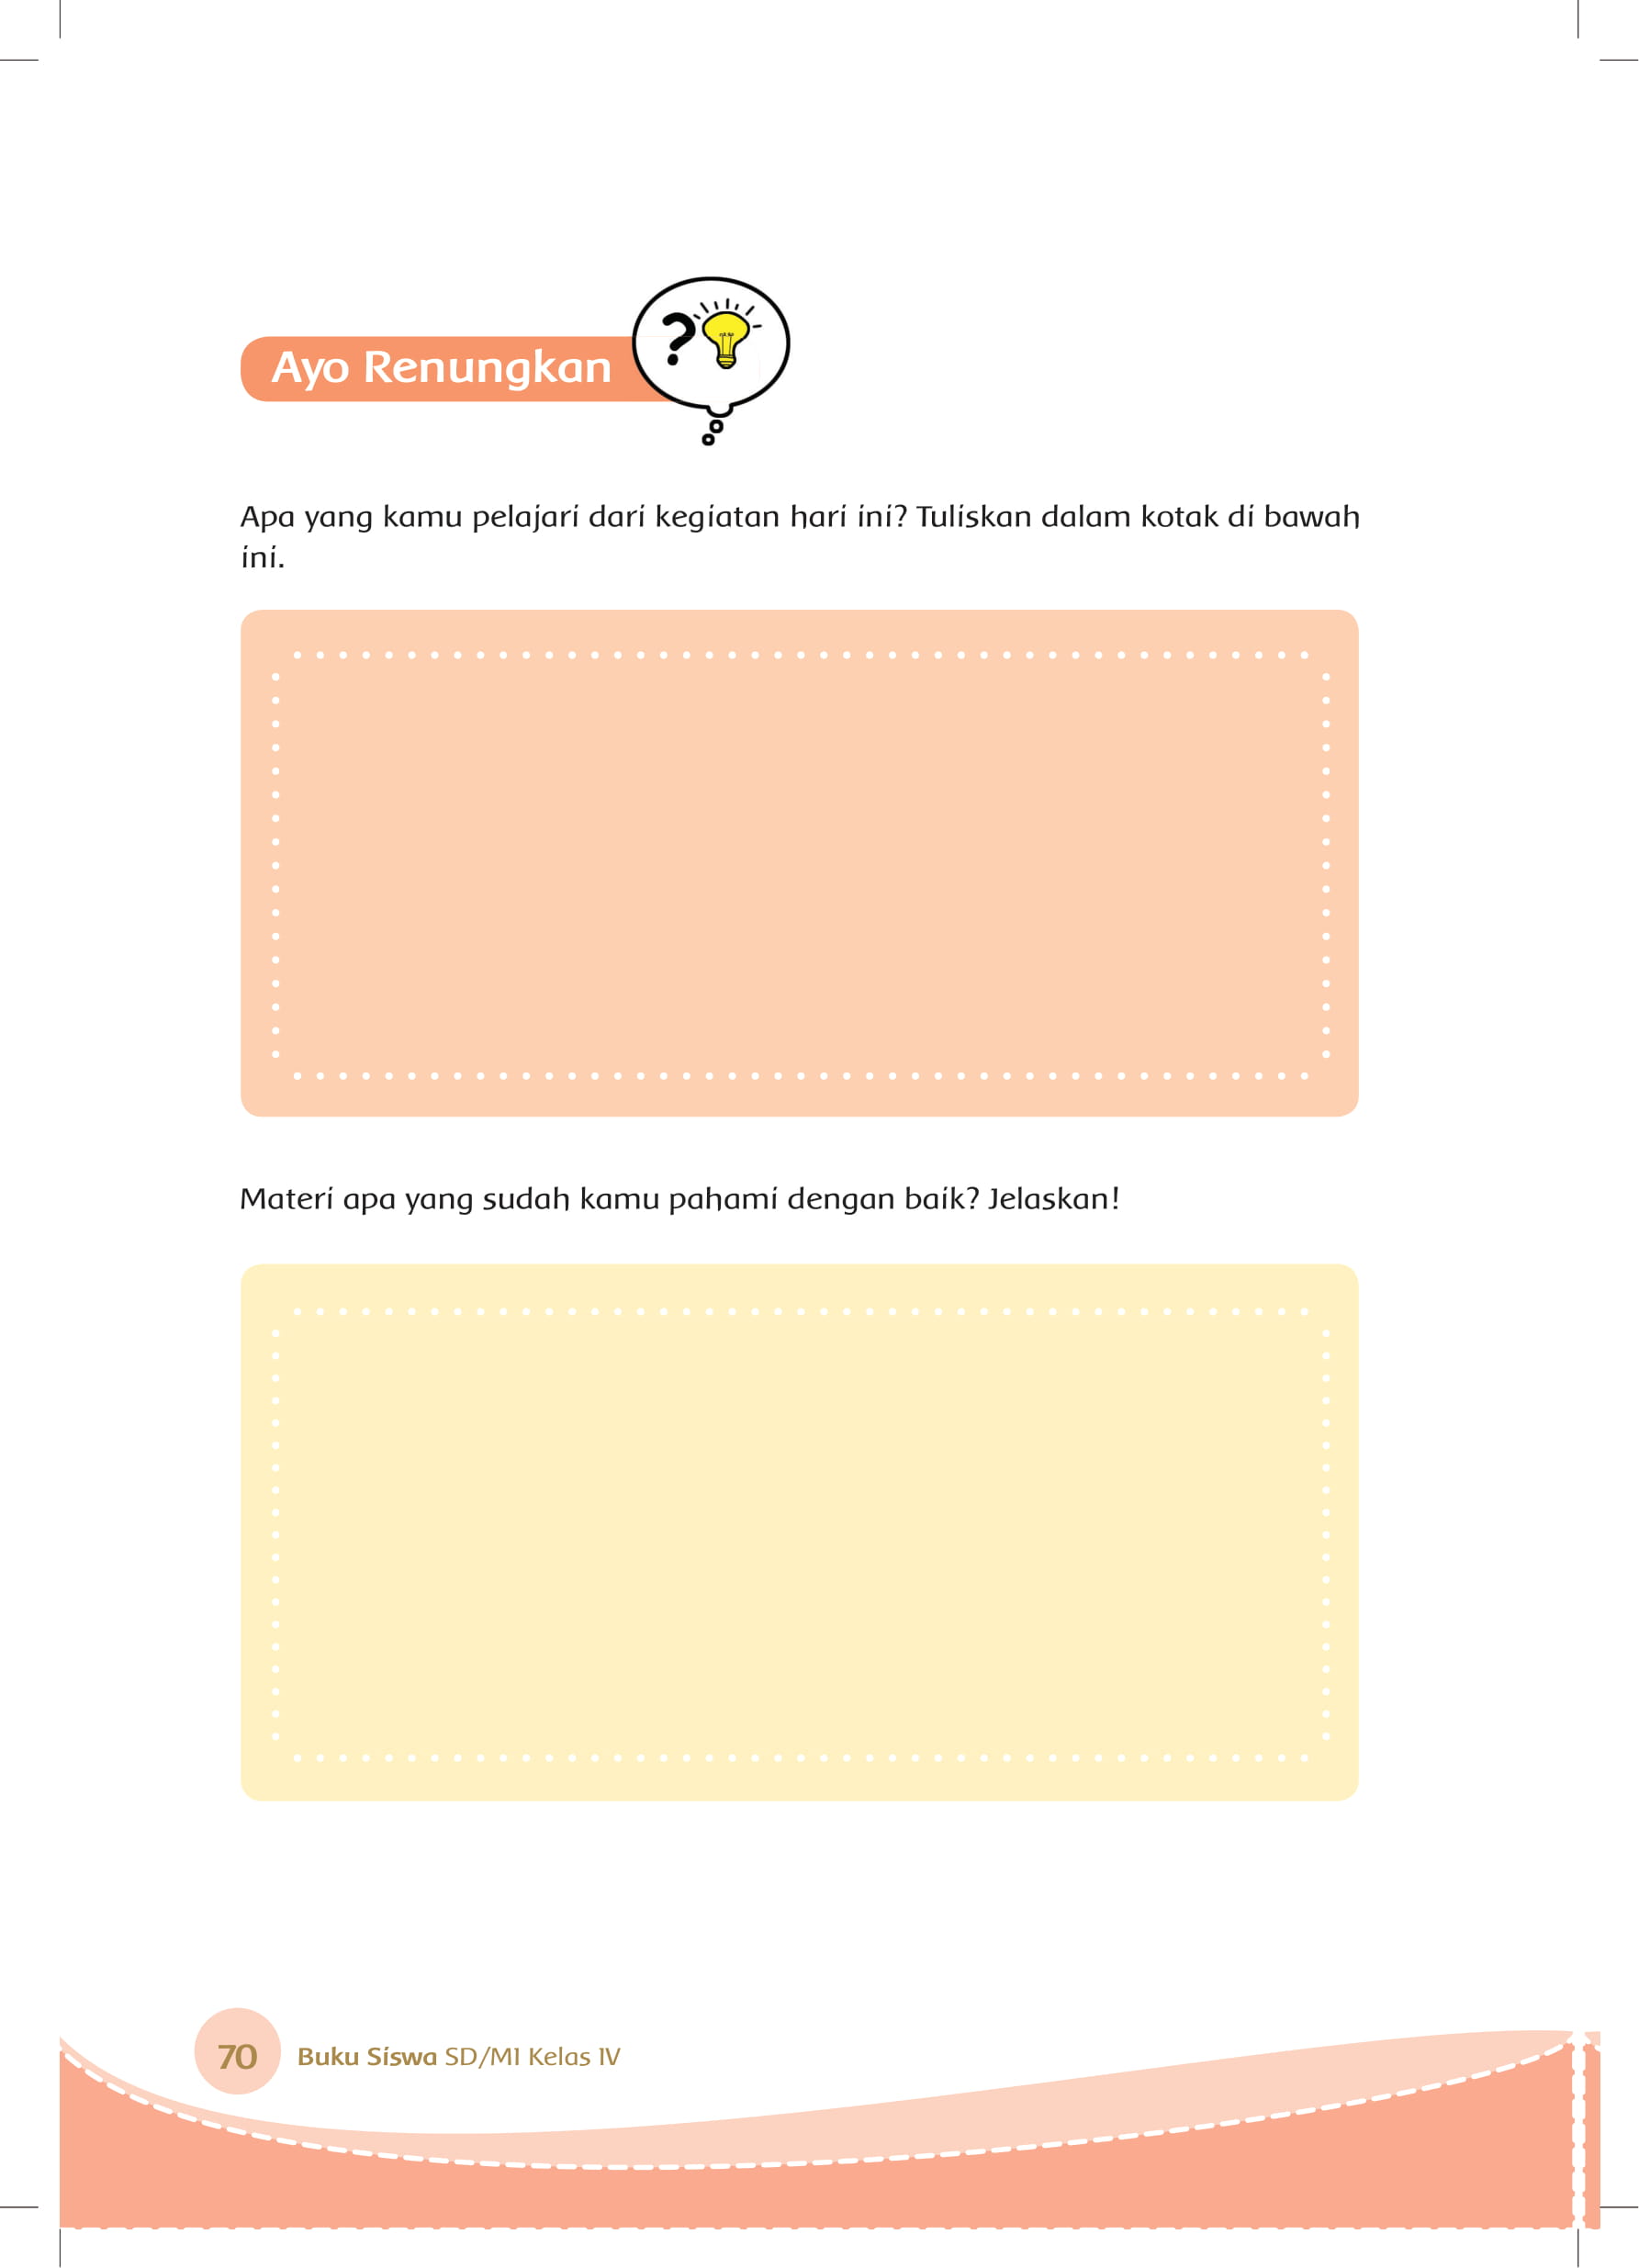 Ayo Renungkan
?
Apa yang kamu pelajari dari kegiatan hari ini? Tuliskan dalam kotak di bawah
ini.
Materi apa yang sudah kamu pahami dengan baik? Jelaskan!
70 Buku Siswa SD/MI Kelas IV